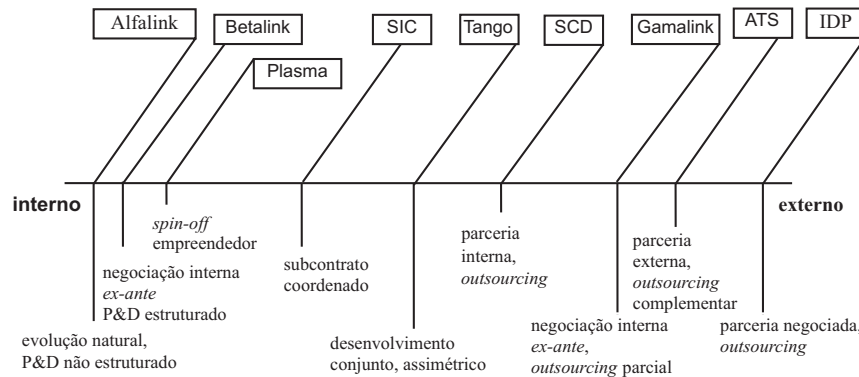 Alfalink
Betalink
Plasma
SIC
Tango
SCD
Gamalink
ATS
IDP
interno
externo
evolução natural,
P&D não estruturado
negociação interna
ex-ante
P&D estruturado
spin-off
empreendedor
subcontrato
coordenado
desenvolvimento
conjunto, assimétrico
parceria
interna,
outsourcing
negociação interna
ex-ante,
outsourcing parcial
parceria
externa,
outsourcing
complementar
parceria negociada,
outsourcing